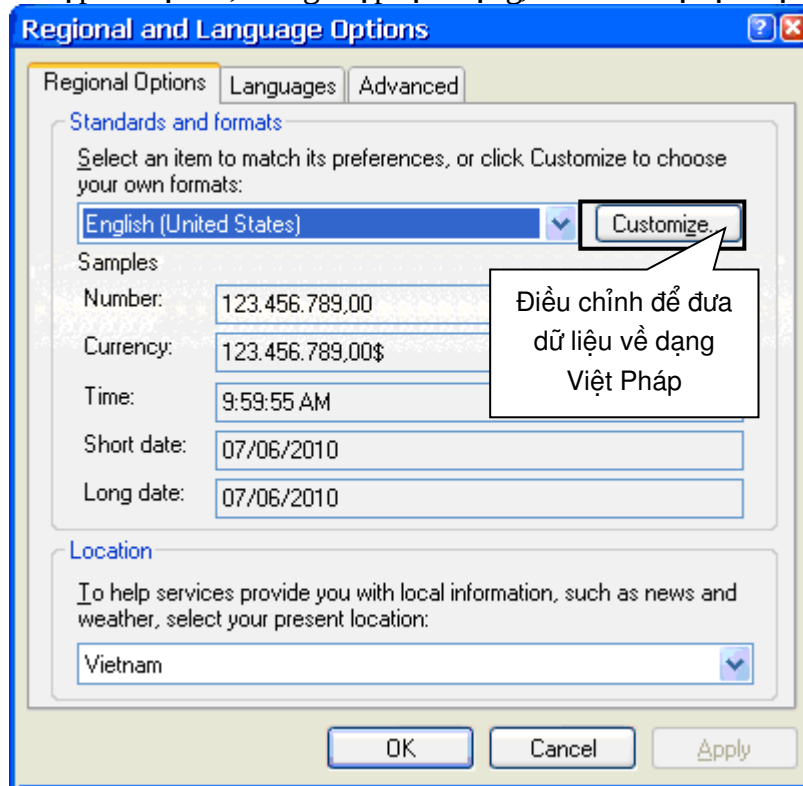 Regional and Language Options
Regional Options Languages Advanced
Standards and formats
Select an item to match its preferences, or click Customize to choose
your own formats:
English (United States) Customize...
Samples
Number: 123.456.789,00
Currency: 123.456.789,00$
Time: 9:59:55 AM
Short date: 07/06/2010
Long date: 07/06/2010
Điều chỉnh để đưa
dữ liệu về dạng
Việt Pháp
Location
To help services provide you with local information, such as news and
weather, select your present location:
Vietnam
OK Cancel Apply